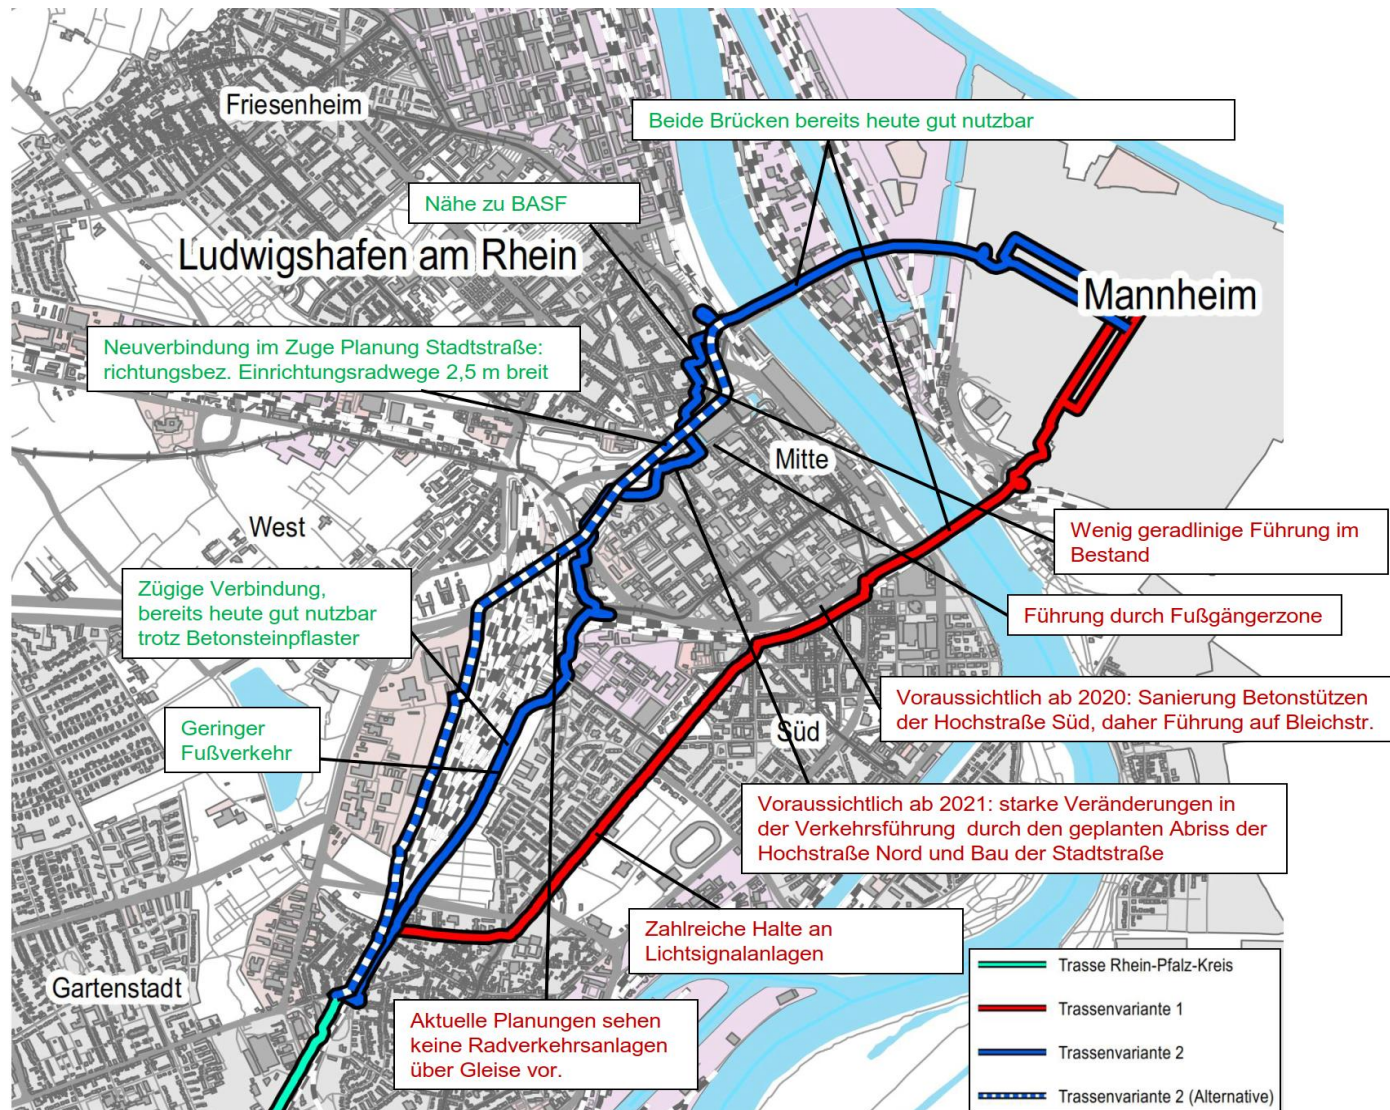 Friesenheim
Beide Brücken bereits heute gut nutzbar
Nähe zu BASF
Ludwigshafen am Rhein
Mannheim
Neuverbindung im Zuge Planung Stadtstraße:
richtungsbez. Einrichtungsradwege 2,5 m breit
Mitte
West
Wenig geradlinige Führung im
Bestand
Zügige Verbindung,
bereits heute gut nutzbar
trotz Betonsteinpflaster
Führung durch Fußgängerzone
Voraussichtlich ab 2020: Sanierung Betonstützen
der Hochstraße Süd, daher Führung auf Bleichstr.
Geringer
Fußverkehr
Süd
Voraussichtlich ab 2021: starke Veränderungen in
der Verkehrsführung durch den geplanten Abriss der
Hochstraße Nord und Bau der Stadtstraße
Zahlreiche Halte an
Lichtsignalanlagen
Gartenstadt
Aktuelle Planungen sehen
keine Radverkehrsanlagen
über Gleise vor.
Trasse Rhein-Pfalz-Kreis
Trassenvariante 1
Trassenvariante 2
Trassenvariante 2 (Alternative)